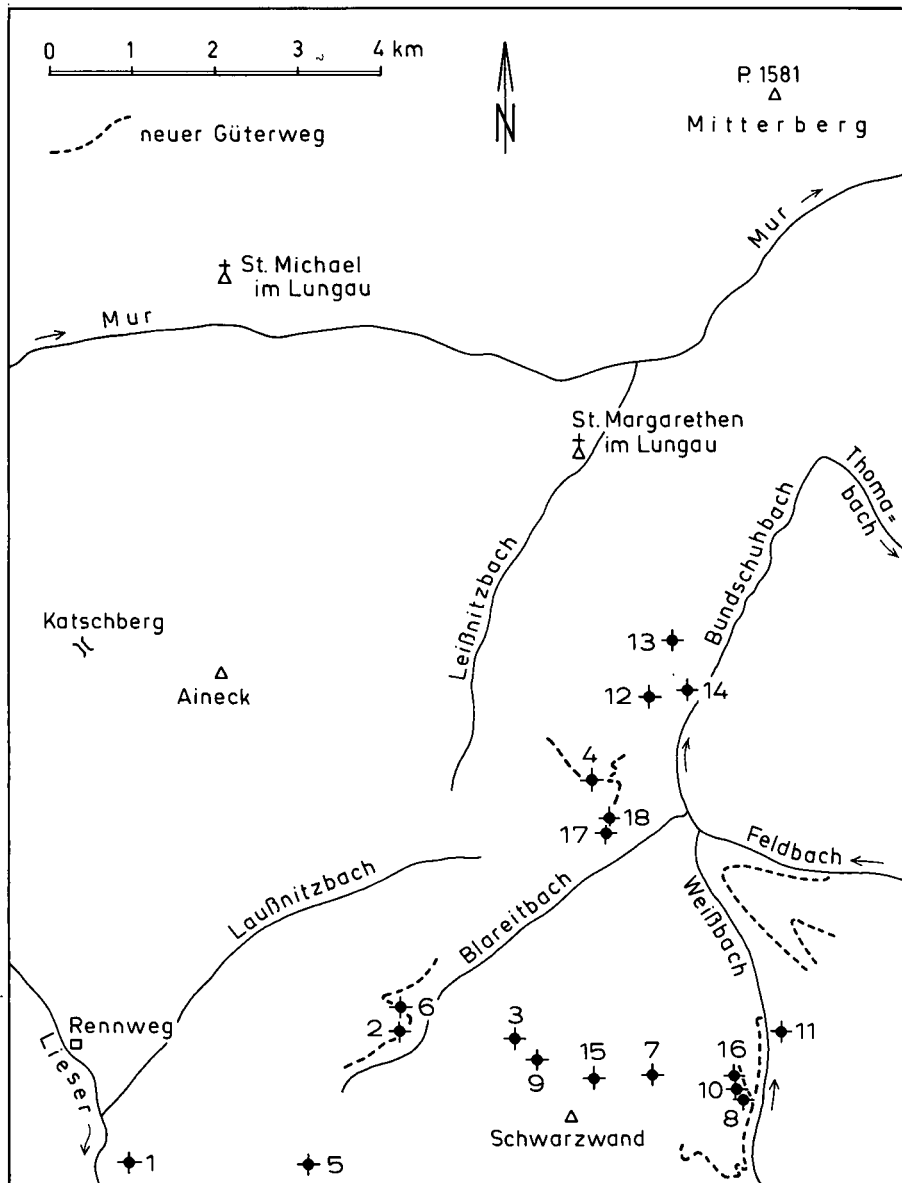 0 1 2 3 4 km
neuer Güterweg
N
P. 1581
Mitterberg
Mur
St. Michael
im Lungau
Mur
St. Margarethen
im Lungau
Thoma=
bach
Bundschuhbach
Leißnitzbach
Katschberg
Aineck
13
12
14
4
18
17
Feldbach
Laußnitzbach
Blareitbach
Weißbach
6
2
Rennweg
Lieser
3
9
15
7
16
10
8
11
Schwarzwand
1
5